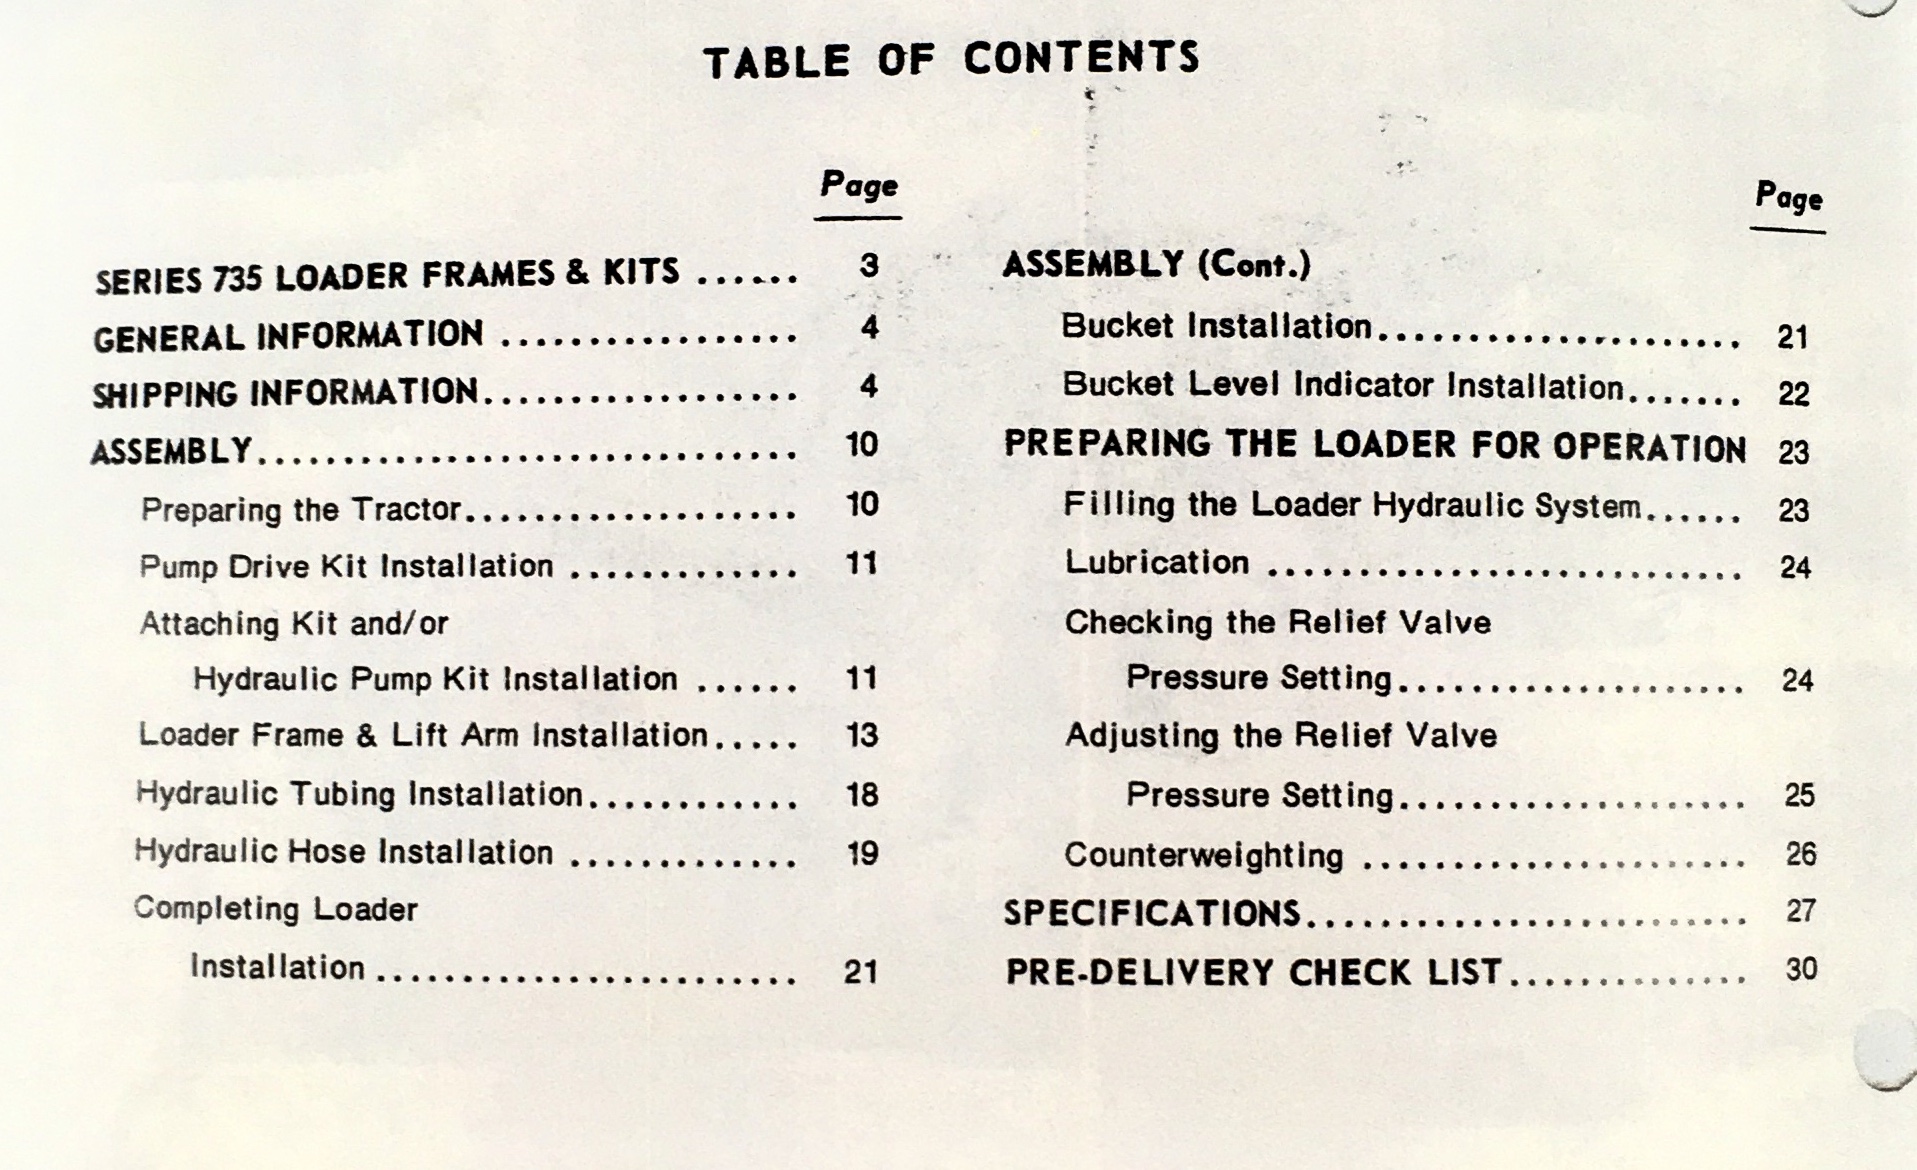 TABLE OF CONTENTS
Page
SERIES 735 LOADER FRAMES & KITS ...... 3
GENERAL INFORMATION ................. 4
SHIPPING INFORMATION.................. 4
ASSEMBLY............................... 10
Preparing the Tractor................... 10
Pump Drive Kit Installation ............. 11
Attaching Kit and/or
Hydraulic Pump Kit Installation ...... 11
Loader Frame & Lift Arm Installation..... 13
Hydraulic Tubing Installation............ 18
Hydraulic Hose Installation ............. 19
Completing Loader
Installation ........................ 21
Page
ASSEMBLY (Cont.)
Bucket Installation..................... 21
Bucket Level Indicator Installation....... 22
PREPARING THE LOADER FOR OPERATION 23
Filling the Loader Hydraulic System...... 23
Lubrication ............................ 24
Checking the Relief Valve
Pressure Setting.................... 24
Adjusting the Relief Valve
Pressure Setting.................... 25
Counterweighting ...................... 26
SPECIFICATIONS......................... 27
PRE-DELIVERY CHECK LIST.............. 30